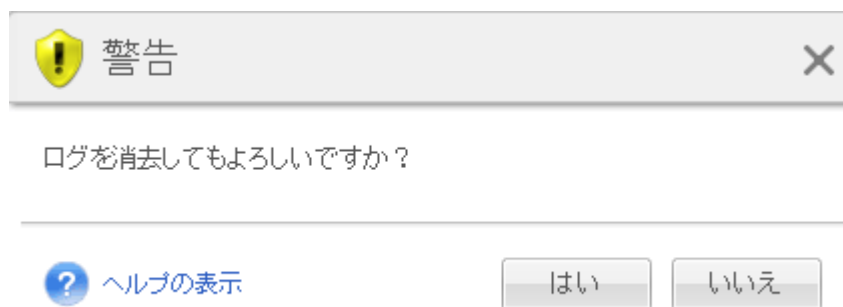 警告
ログを消去してもよろしいですか？
ヘルプの表示
はい
いいえ